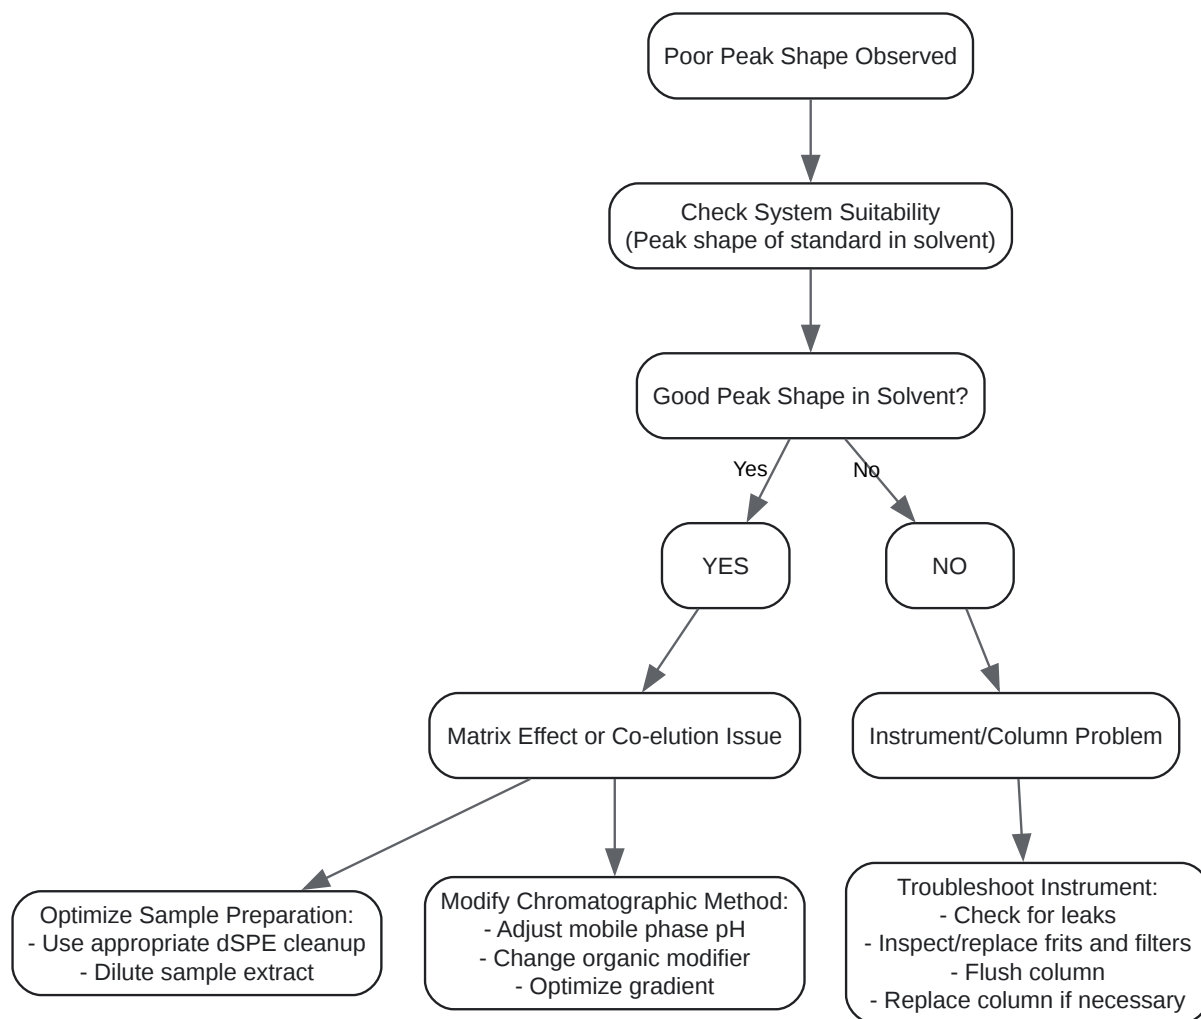 Poor Peak Shape Observed
Check System Suitability
(Peak shape of standard in solvent)
Good Peak Shape in Solvent?
Yes
No
YES
NO
Matrix Effect or Co-elution Issue
Instrument/Column Problem
Optimize Sample Preparation:
- Use appropriate dSPE cleanup
- Dilute sample extract
Modify Chromatographic Method:
- Adjust mobile phase pH
- Change organic modifier
- Optimize gradient
Troubleshoot Instrument:
- Check for leaks
- Inspect/replace frits and filters
- Flush column
- Replace column if necessary